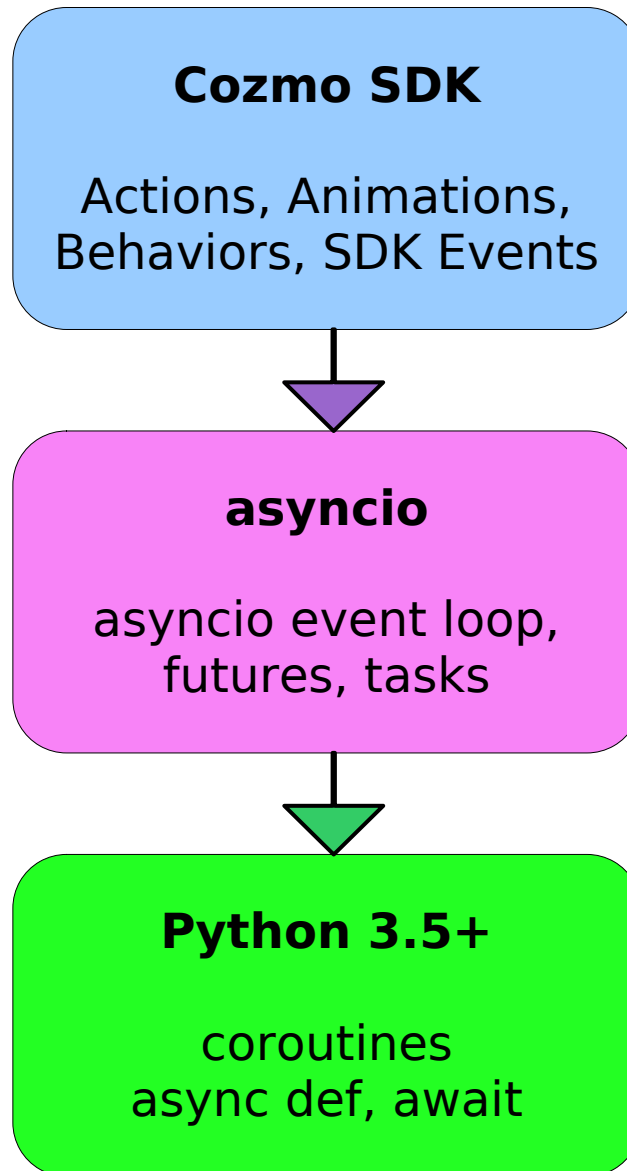 Cozmo SDK
Actions, Animations,
Behaviors, SDK Events
asyncio
asyncio event loop,
futures, tasks
Python 3.5+
coroutines
async def, await